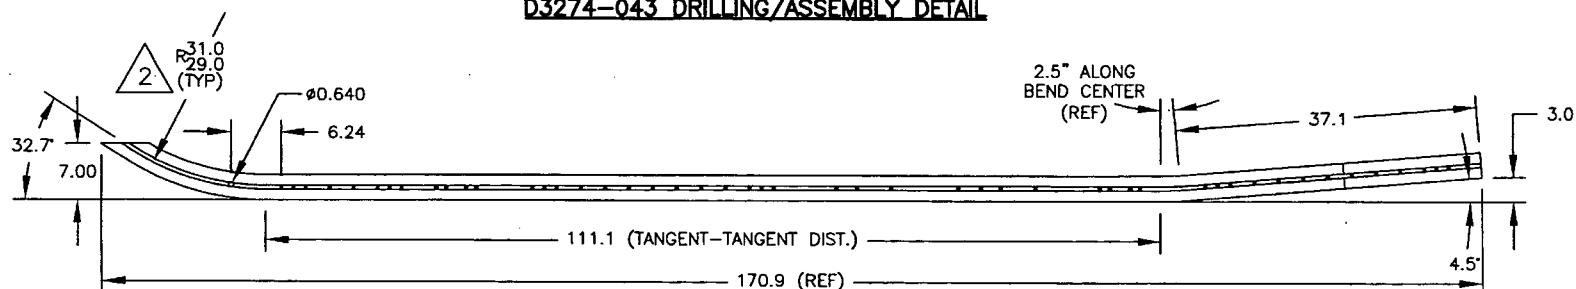 D3274-043 DRILLING/ASSEMBLY DETAIL
2
R31.0
29.0
(TYP)
ø0.640
6.24
2.5" ALONG
BEND CENTER
(REF)
37.1
3.0
32.7°
7.00
111.1 (TANGENT-TANGENT DIST.)
4.5°
170.9 (REF)